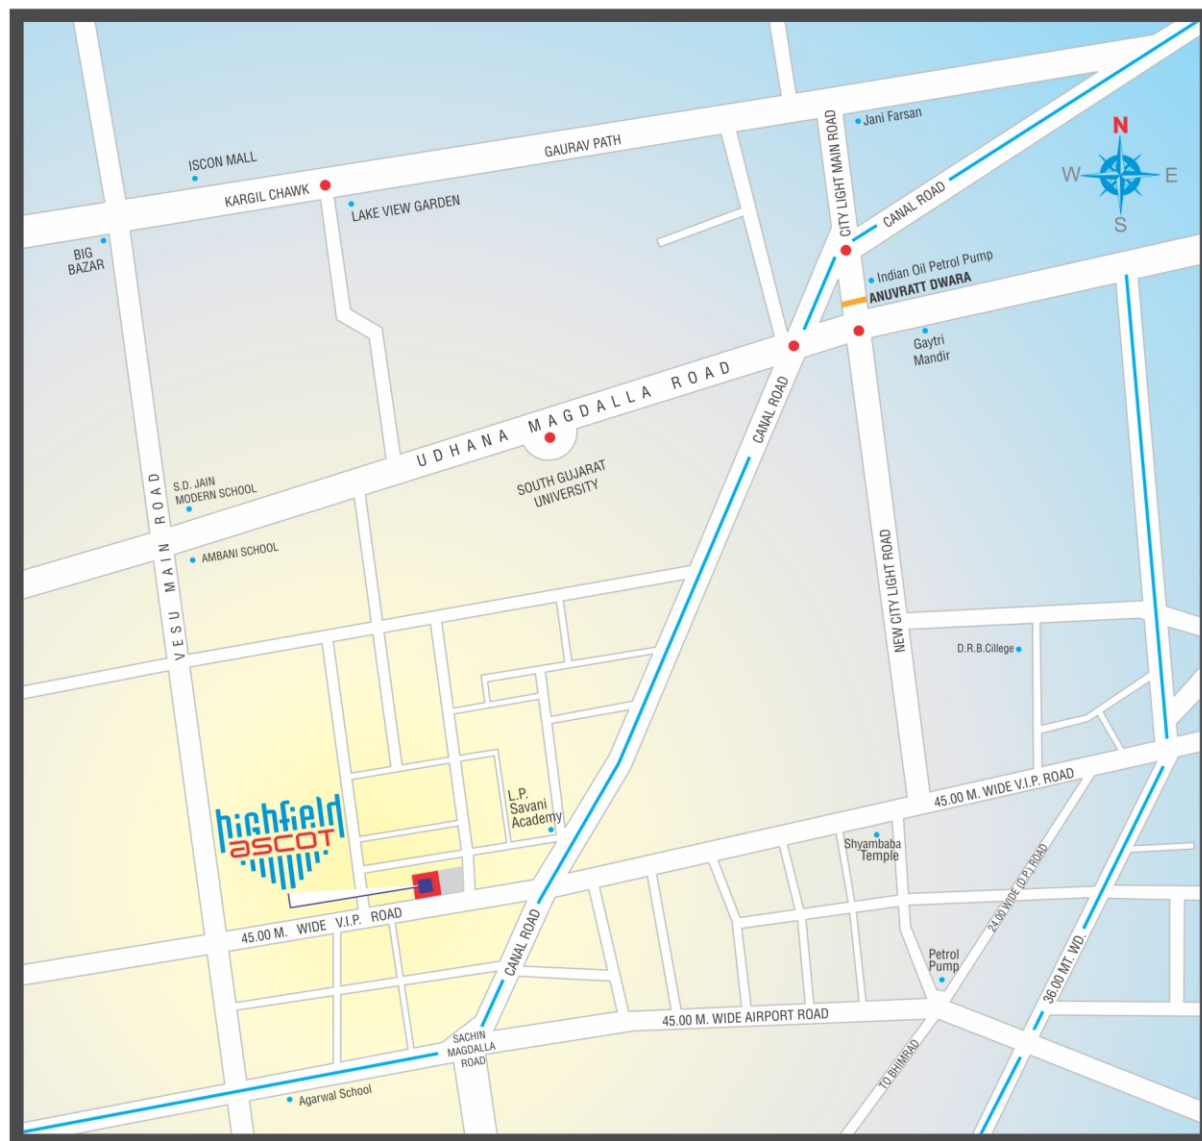 Jani Farsan
ISCON MALL
GAURAV PATH
CITY LIGHT MAIN ROAD
N
W
E
S
KARGIL CHAWK
LAKE VIEW GARDEN
CANAL ROAD
BIG
BAZAR
Indian Oil Petrol Pump
ANUVRATT DWARA
Gaytri
Mandir
UDHANA MAGDALLA ROAD
CANAL ROAD
SOUTH GUJARAT
UNIVERSITY
S.D. JAIN
MODERN SCHOOL
AMBANI SCHOOL
VESU MAIN ROAD
NEW CITY LIGHT ROAD
D.R.B.Cillege
highfield
ascot
L.P.
Savani
Academy
45.00 M. WIDE V.I.P. ROAD
Shyambaba
Temple
24.00 WIDE (D.P.) ROAD
45.00 M. WIDE V.I.P. ROAD
CANAL ROAD
Petrol
Pump
36.00 MT. WD.
45.00 M. WIDE AIRPORT ROAD
SACHIN
MAGDALLA
ROAD
TO BHIMRAD
Agarwal School